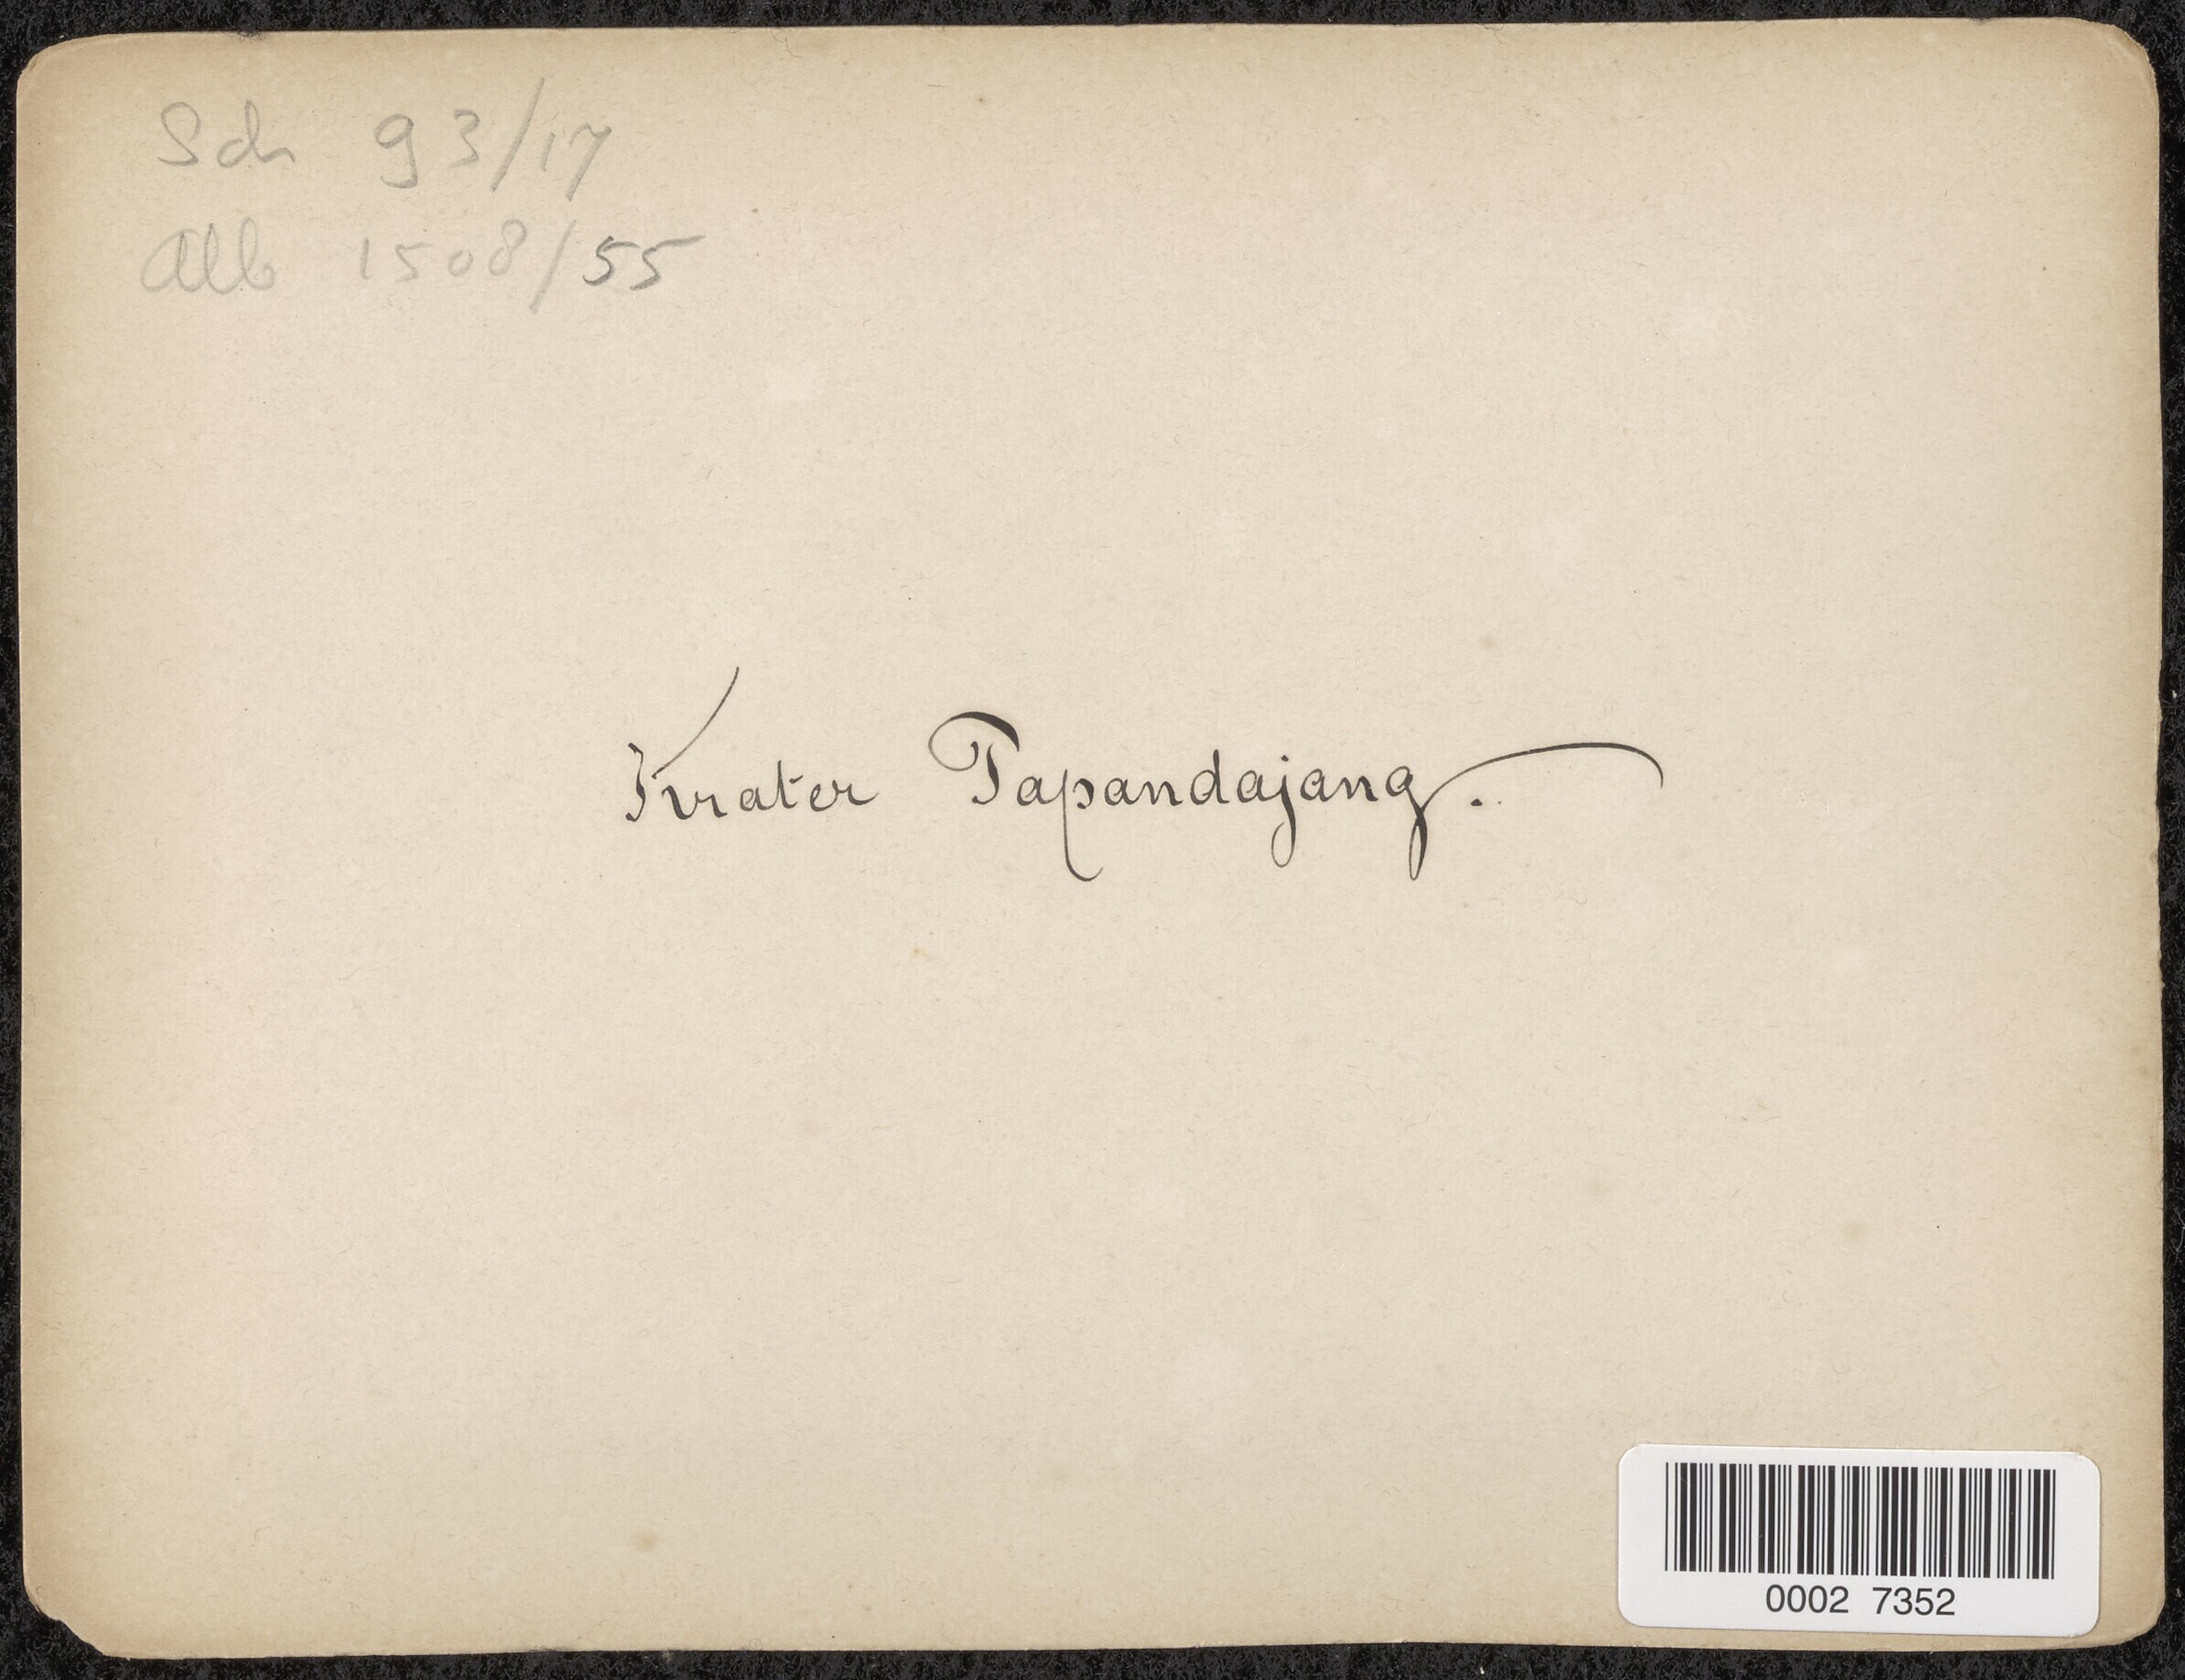 Sch 93/17
Alb 1508/55
Krater Papandajang.
0002 7352